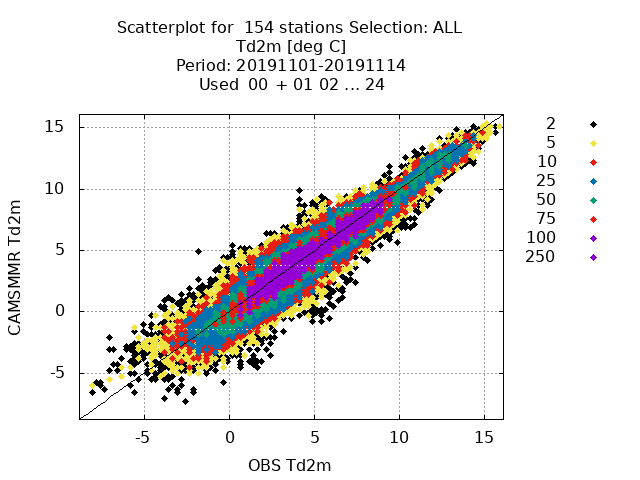 Scatterplot for 154 stations Selection: ALL
Td2m [deg C]
Period: 20191101-20191114
Used 00 + 01 02 ... 24
CAMSMMR Td2m
15
10
5
0
-5
-5 0 5 10 15
OBS Td2m
2
5
10
25
50
75
100
250